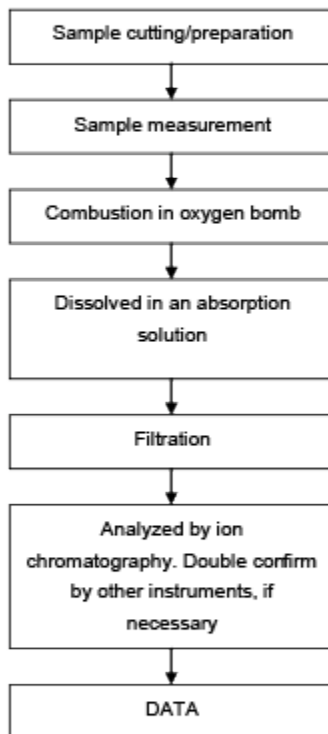 Sample cutting/preparation
Sample measurement
Combustion in oxygen bomb
Dissolved in an absorption
solution
Filtration
Analyzed by ion
chromatography. Double confirm
by other instruments, if
necessary
DATA